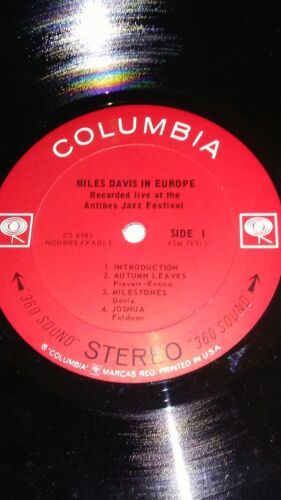 COLUMBIA
MILES DAVIS IN EUROPE
Recorded live at the
Antibes Jazz Festival
CS 8983
NONBREAKABLE
SIDE 1
XSM 76913
1. INTRODUCTION
2. AUTUMN LEAVES
Prevert-Kosma
3. MILESTONES
Davis
4. JOSHUA
Feldman
"360 SOUND" STEREO "360 SOUND"
® "COLUMBIA" MARCAS REG. PRINTED IN U.S.A.